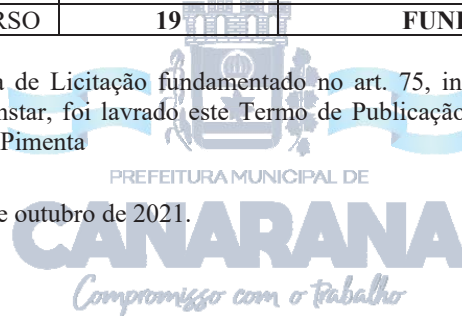 RSO 19 FUND
a de Licitação fundamentado no art. 75, in
nstar, foi lavrado este Termo de Publicação
Pimenta
PREFEITURA MUNICIPAL DE
e outubro de 2021.
CANARANA
Compromisso com o trabalho